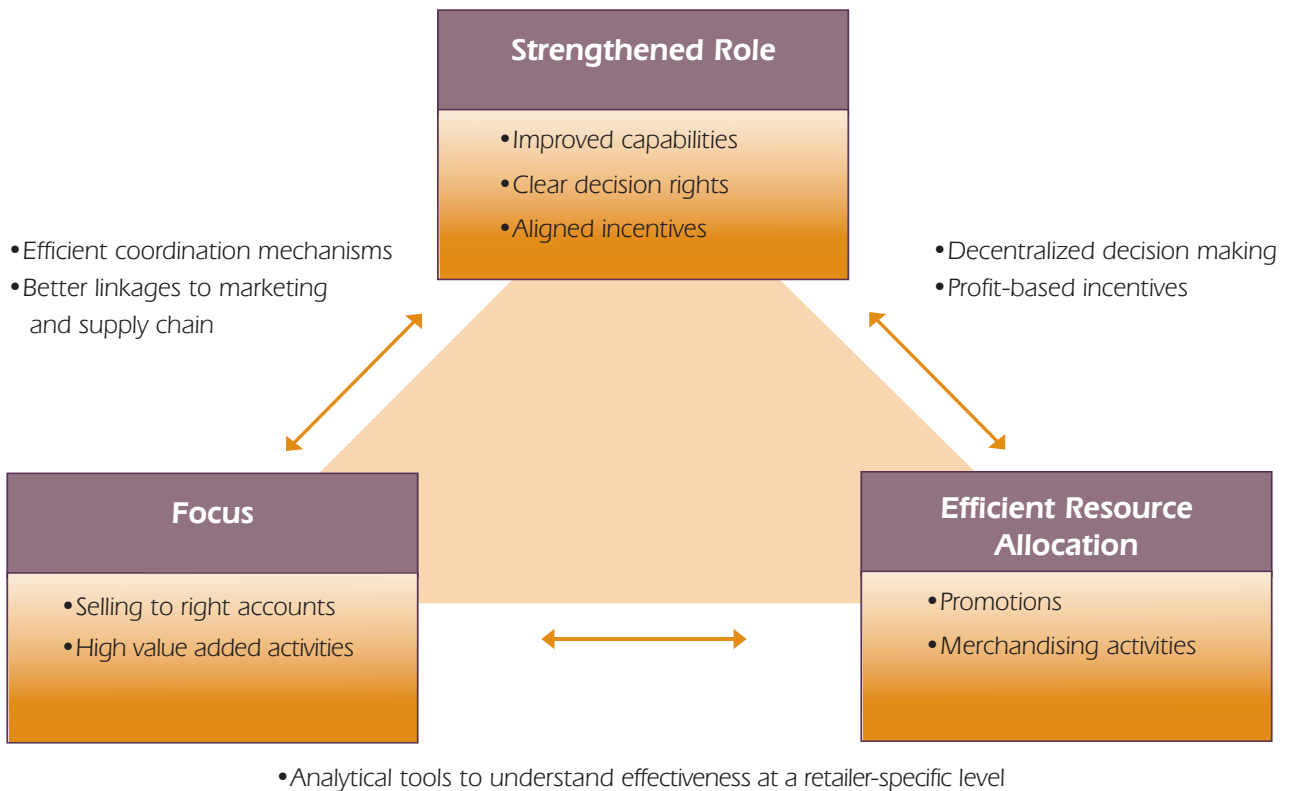 Strengthened Role
•Improved capabilities
•Clear decision rights
•Aligned incentives
•Efficient coordination mechanisms
•Better linkages to marketing
and supply chain
•Decentralized decision making
•Profit-based incentives
Focus
•Selling to right accounts
•High value added activities
Efficient Resource
Allocation
•Promotions
•Merchandising activities
•Analytical tools to understand effectiveness at a retailer-specific level